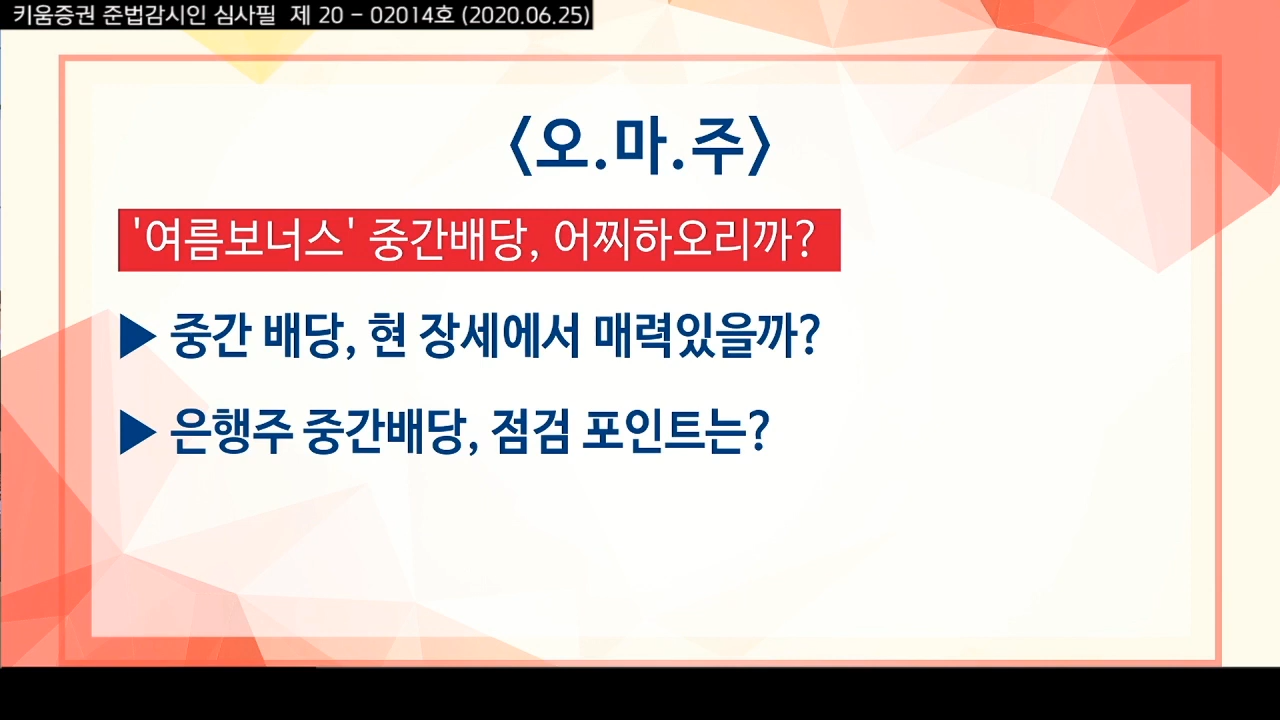 키움증권 준법감시인 심사필 제 20 - 02014호 (2020.06.25)
<오.마.주>
'여름보너스' 중간배당, 어찌하오리까?
▶ 중간 배당, 현 장세에서 매력있을까?
▶ 은행주 중간배당, 점검 포인트는?